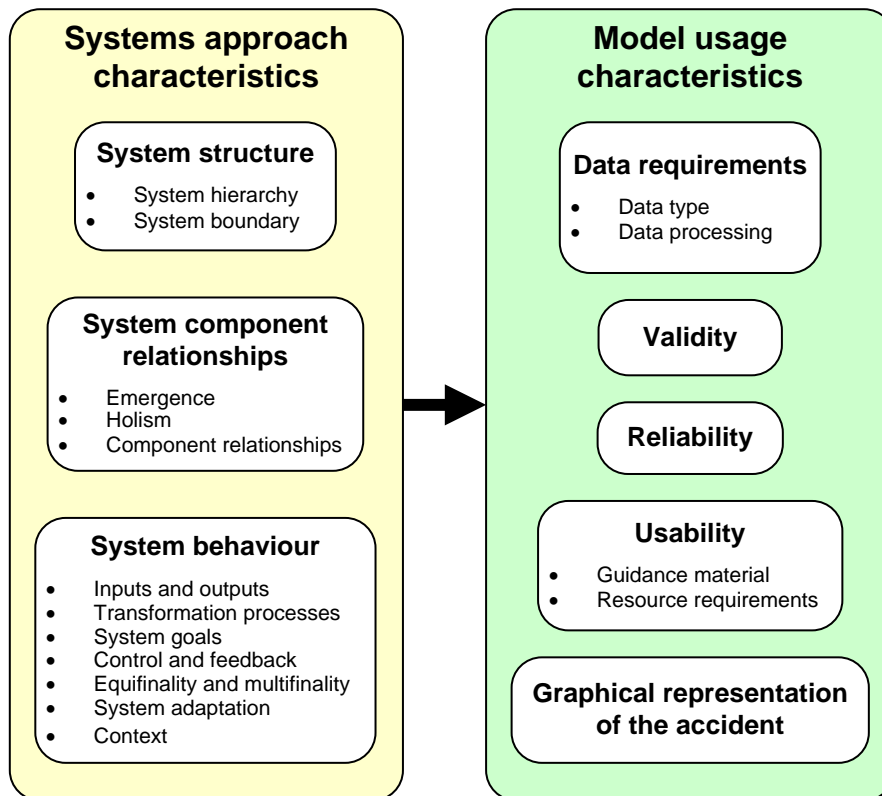 Systems approach
characteristics
System structure
• System hierarchy
• System boundary
System component
relationships
• Emergence
• Holism
• Component relationships
System behaviour
• Inputs and outputs
• Transformation processes
• System goals
• Control and feedback
• Equifinality and multifinality
• System adaptation
• Context
Model usage
characteristics
Data requirements
• Data type
• Data processing
Validity
Reliability
Usability
• Guidance material
• Resource requirements
Graphical representation
of the accident